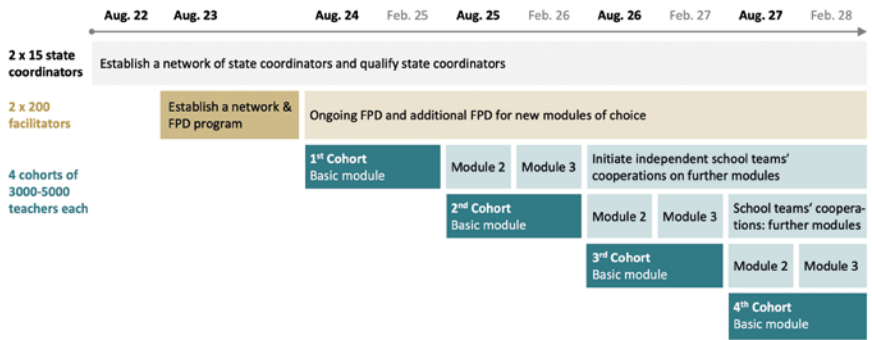 Aug. 22 Aug. 23 Aug. 24 Feb. 25 Aug. 25 Feb. 26 Aug. 26 Feb. 27 Aug. 27 Feb. 28
2 x 15 state
coordinators
Establish a network of state coordinators and qualify state coordinators
2 x 200
facilitators
Establish a network &
FPD program
Ongoing FPD and additional FPD for new modules of choice
4 cohorts of
3000-5000
teachers each
1st Cohort
Basic module
Module 2
Module 3
Initiate independent school teams‘
cooperations on further modules
2nd Cohort
Basic module
Module 2
Module 3
School teams‘ coopera-
tions: further modules
3rd Cohort
Basic module
Module 2
Module 3
4th Cohort
Basic module